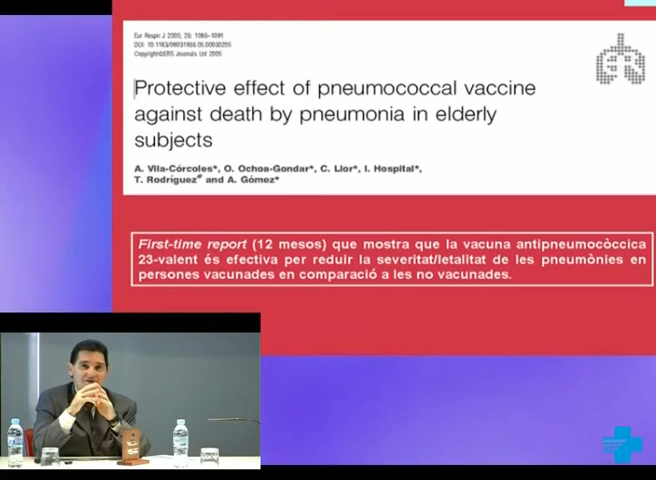 Eur Respir J 2005; 26: 1086–1091
DOI: 10.1183/09031936.05.00030205
Copyright©ERS Journals Ltd 2005
Protective effect of pneumococcal vaccine
against death by pneumonia in elderly
subjects
A. Vila-Córcoles*, O. Ochoa-Gondar*, C. Llor*, I. Hospital*,
T. Rodríguez# and A. Gómez*
First-time report (12 mesos) que mostra que la vacuna antipneumocòccica
23-valent és efectiva per reduir la severitat/letalitat de les pneumònies en
persones vacunades en comparació a les no vacunades.